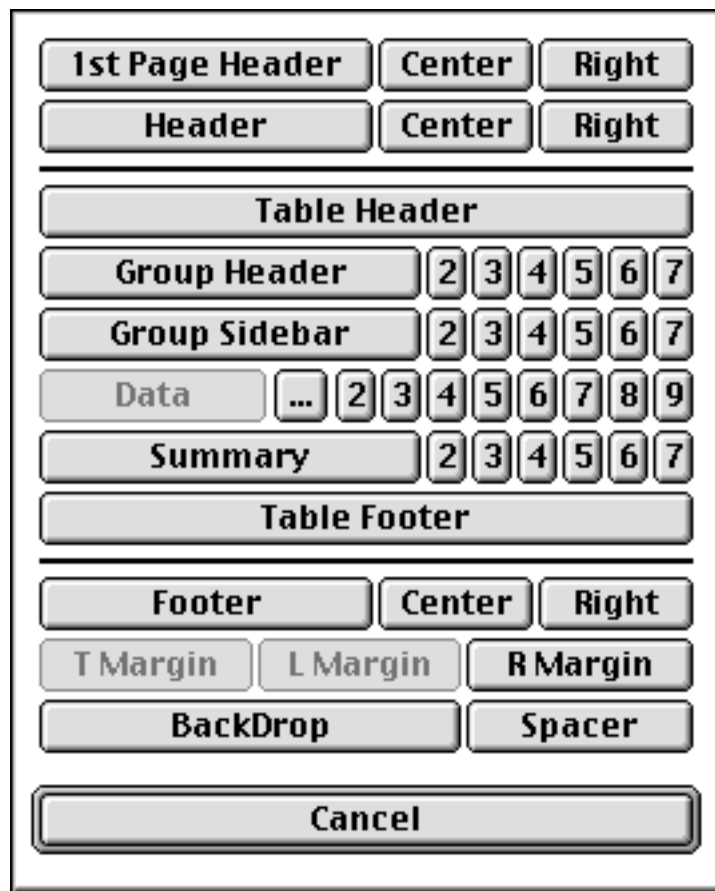 1st Page Header Center Right
Header Center Right
Table Header
Group Header 2 3 4 5 6 7
Group Sidebar 2 3 4 5 6 7
Data ... 2 3 4 5 6 7 8 9
Summary 2 3 4 5 6 7
Table Footer
Footer Center Right
T Margin L Margin R Margin
BackDrop Spacer
Cancel